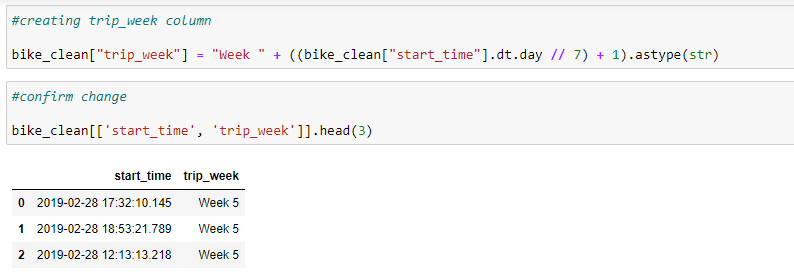 #creating trip_week column
bike_clean["trip_week"] = "Week " + ((bike_clean["start_time"].dt.day // 7) + 1).astype(str)
#confirm change
bike_clean[['start_time', 'trip_week']].head(3)
start_time trip_week
0 2019-02-28 17:32:10.145 Week 5
1 2019-02-28 18:53:21.789 Week 5
2 2019-02-28 12:13:13.218 Week 5